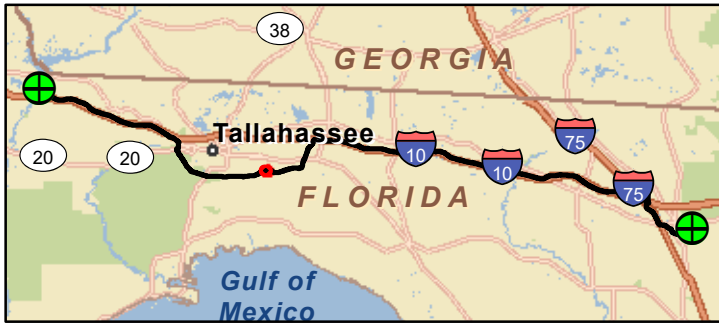 38
GEORGIA
Tallahassee
75
10
20
20
10
FLORIDA
75
Gulf of
Mexico